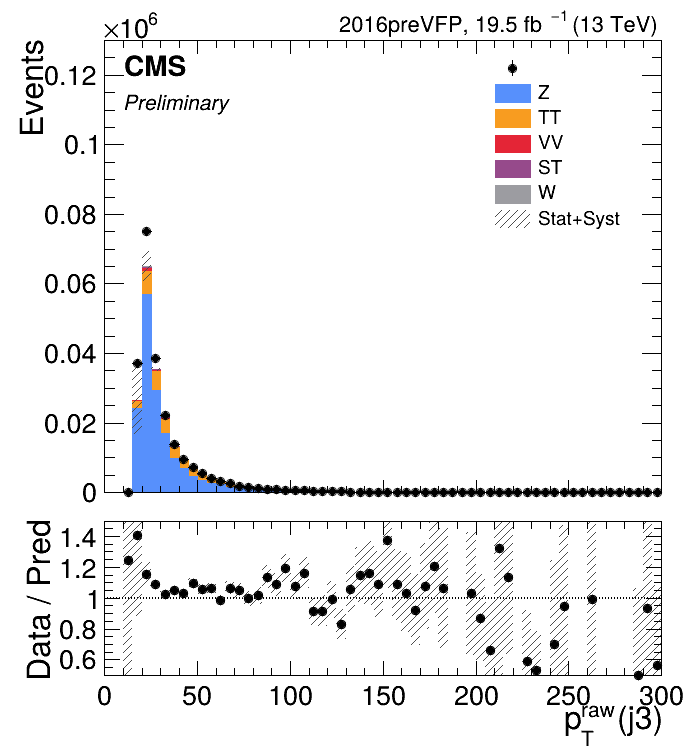 ×10^6
2016preVFP, 19.5 fb^-1 (13 TeV)
Events
CMS
Preliminary
Z
TT
VV
ST
W
Stat+Syst
0.12
0.1
0.08
0.06
0.04
0.02
0
Data / Pred
1.4
1.2
1
0.8
0.6
0 50 100 150 200 250 300
p_T^raw(j3)